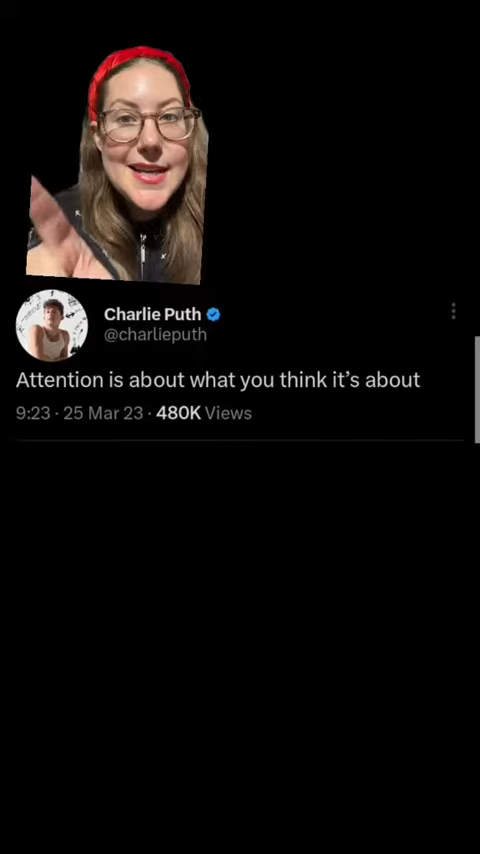 Charlie Puth
@charlieputh
Attention is about what you think it’s about
9:23 · 25 Mar 23 · 480K Views